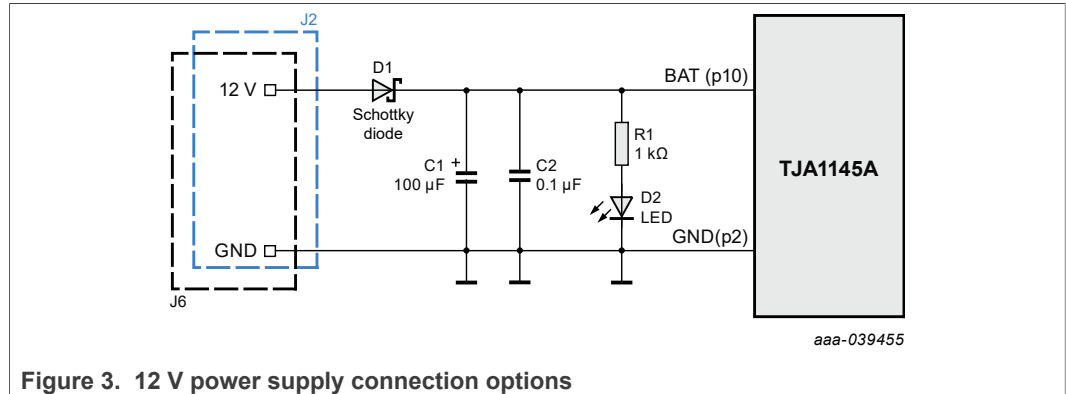 J2
12 V
D1
Schottky
diode
BAT (p10)
R1
1 kΩ
C1 +
100 µF
C2
0.1 µF
TJA1145A
D2
LED
GND
GND(p2)
J6
aaa-039455
Figure 3. 12 V power supply connection options